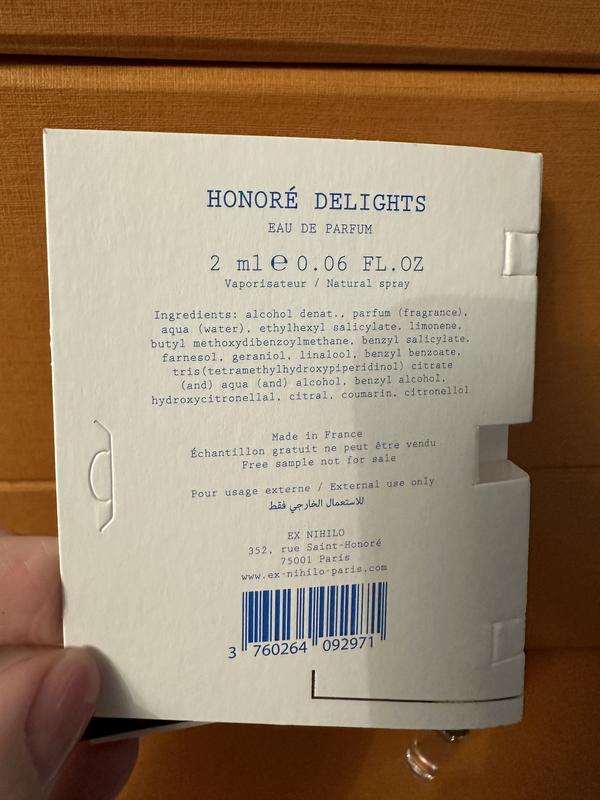 HONORÉ DELIGHTS
EAU DE PARFUM
2 ml ℮ 0.06 FL.OZ
Vaporisateur / Natural spray
Ingredients: alcohol denat., parfum (fragrance),
aqua (water), ethylhexyl salicylate, limonene,
butyl methoxydibenzoylmethane, benzyl salicylate,
farnesol, geraniol, linalool, benzyl benzoate,
tris(tetramethylhydroxypiperidinol) citrate
(and) aqua (and) alcohol, benzyl alcohol,
hydroxycitronellal, citral, coumarin, citronellol
Made in France
Échantillon gratuit ne peut être vendu
Free sample not for sale
Pour usage externe / External use only
للاستعمال الخارجي فقط
EX NIHILO
352, rue Saint-Honoré
75001 Paris
www.ex-nihilo-paris.com
3 760264 092971